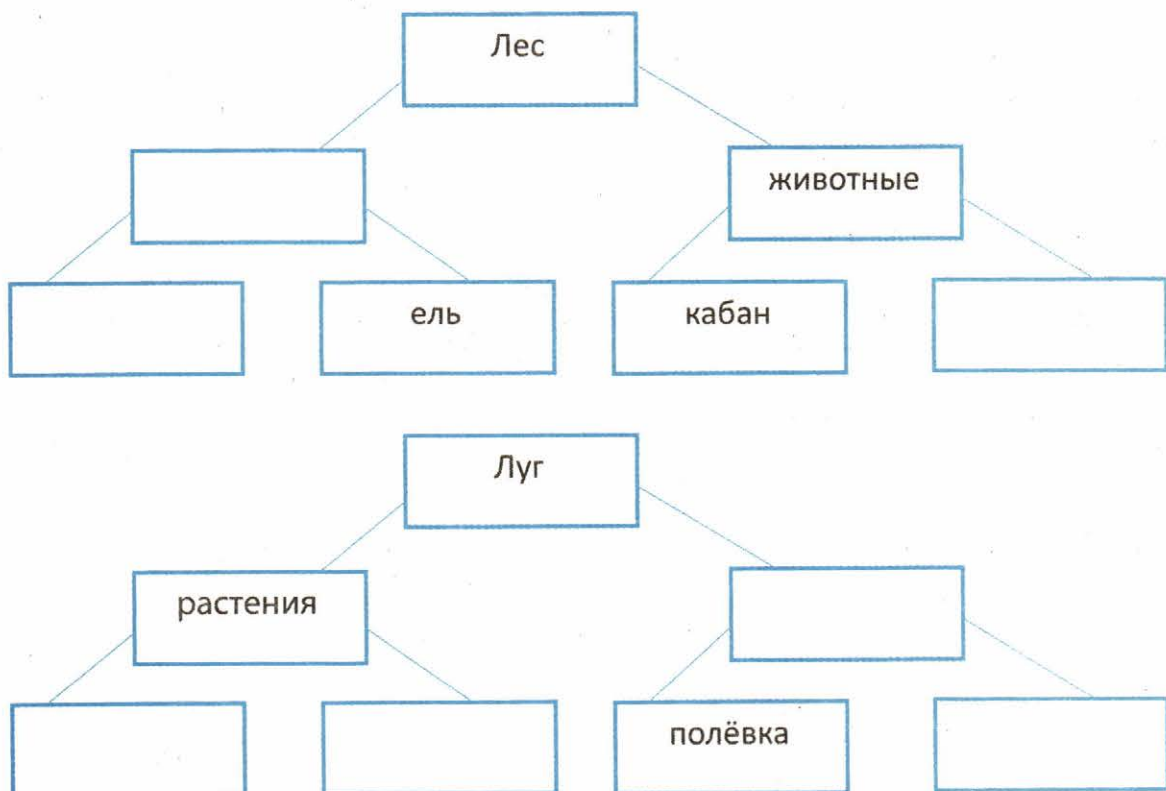 Лес
животные
ель
кабан
Луг
растения
полёвка